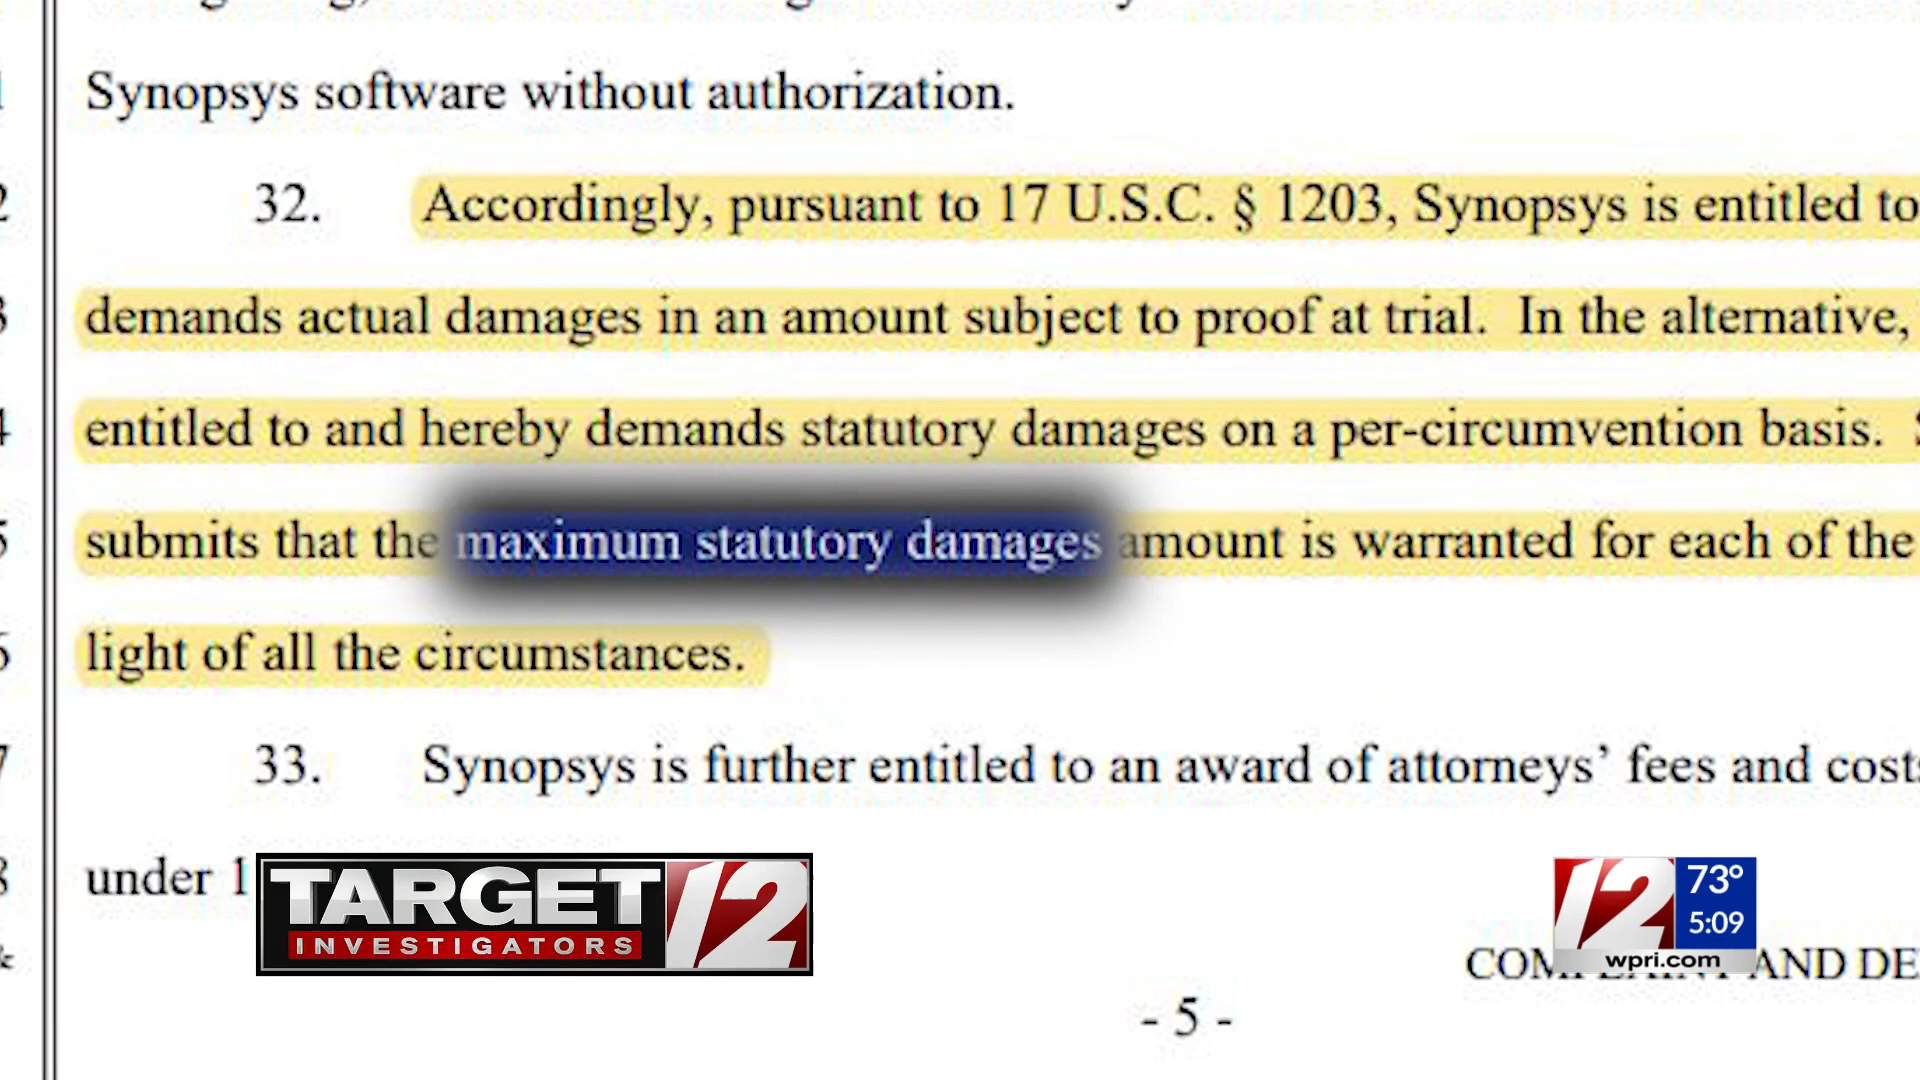 Synopsys software without authorization.
32. Accordingly, pursuant to 17 U.S.C. § 1203, Synopsys is entitled to
demands actual damages in an amount subject to proof at trial. In the alternative,
entitled to and hereby demands statutory damages on a per-circumvention basis.
submits that the maximum statutory damages amount is warranted for each of the
light of all the circumstances.
33. Synopsys is further entitled to an award of attorneys’ fees and costs
under 1
TARGET 12
INVESTIGATORS
12 73°
5:09
wpri.com
AND DE
- 5 -